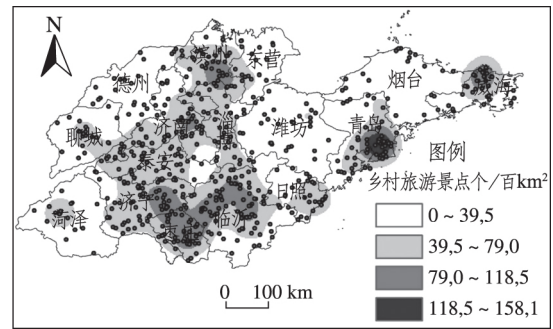 N
滨州
东营
德州
烟台
威海
聊城
济南
淄
潍坊
青岛
泰安
济宁
临沂
日照
菏泽
枣庄
图例
乡村旅游景点个/百km²
0～39,5
39,5～79,0
79,0～118,5
118,5～158,1
0 100 km